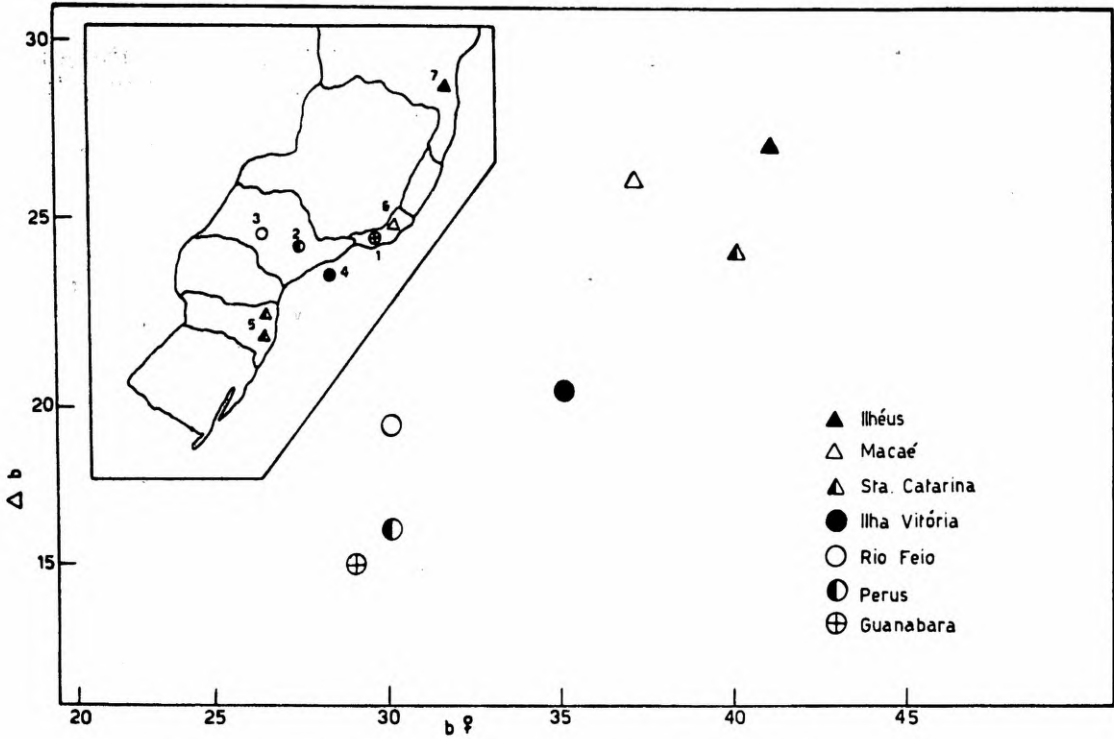 30
25
20
15
Δ b
7
6
3
2
1
4
5
▲ Ilhéus
△ Macaé
Sta. Catarina
● Ilha Vitória
○ Rio Feio
◐ Perus
⊕ Guanabara
20 25 30 35 40 45
b ♀